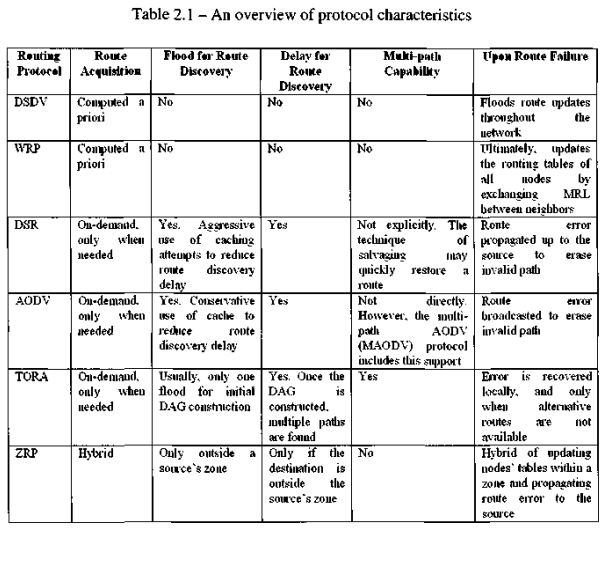 Table 2.1 – An overview of protocol characteristics
Routing Protocol | Route Acquisition | Flood for Route Discovery | Delay for Route Discovery | Multi-path Capability | Upon Route Failure
DSDV | Computed a priori | No | No | No | Floods route updates throughout the network
WRP | Computed a priori | No | No | No | Ultimately, updates the routing tables of all nodes by exchanging MRL between neighbors
DSR | On-demand, only when needed | Yes. Aggressive use of caching attempts to reduce route discovery delay | Yes | Not explicitly. The technique of salvaging may quickly restore a route | Route error propagated up to the source to erase invalid path
AODV | On-demand, only when needed | Yes. Conservative use of cache to reduce route discovery delay | Yes | Not directly. However, the multi-path AODV (MAODV) protocol includes this support | Route error broadcasted to erase invalid path
TORA | On-demand, only when needed | Usually, only one flood for initial DAG construction | Yes. Once the DAG is constructed, multiple paths are found | Yes | Error is recovered locally, and only when alternative routes are not available
ZRP | Hybrid | Only outside a source's zone | Only if the destination is outside the source's zone | No | Hybrid of updating nodes' tables within a zone and propagating route error to the source